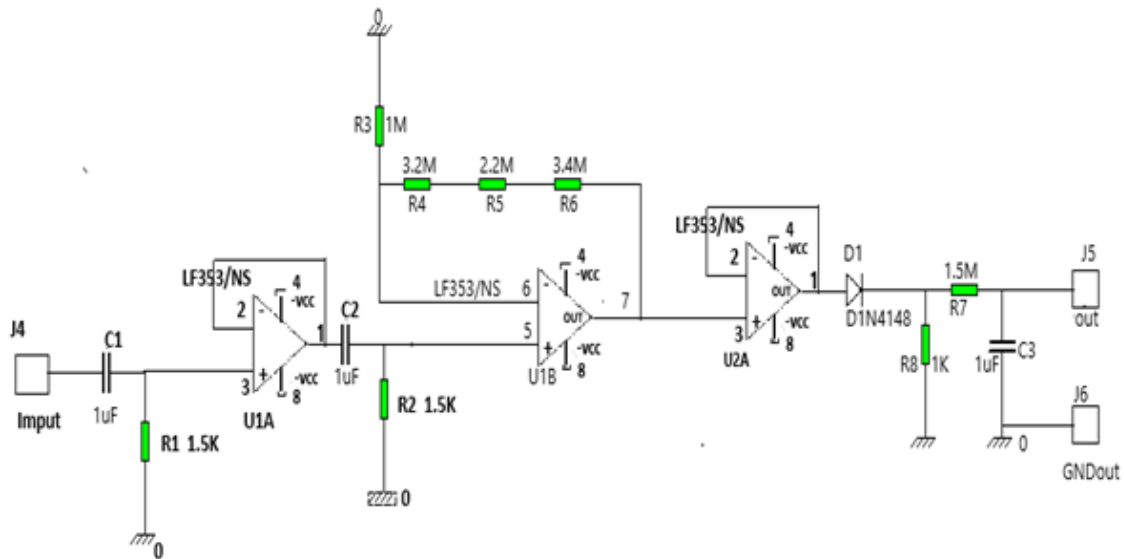 0
R3 1M
3.2M 2.2M 3.4M
R4 R5 R6
LF353/NS
2
-
4
-VCC
1
3
+
-VCC
8
U1A
J4
Imput
C1
1uF
R1 1.5K
0
C2
1uF
R2 1.5K
0
LF353/NS
6
-
4
-VCC
OUT
7
5
+
-VCC
8
U1B
LF353/NS
2
-
4
-VCC
OUT
1
3
+
-VCC
8
U2A
D1
D1N4148
R8 1K
1.5M
R7
1uF C3
0
J5
out
J6
GNDout